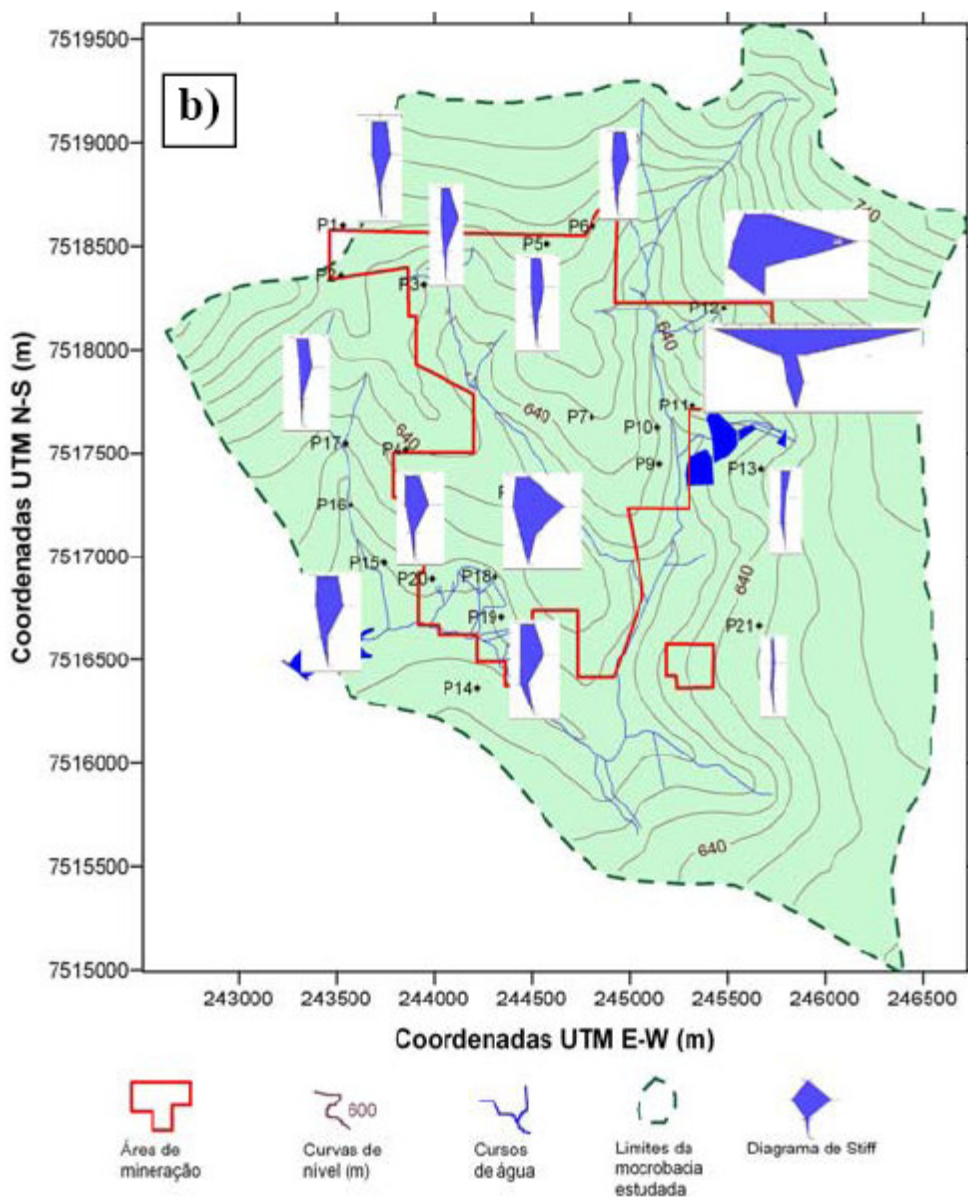 b)
Coordenadas UTM N-S (m)
7519500
7519000
7518500
7518000
7517500
7517000
7516500
7516000
7515500
7515000
P1
P6
P5
P2
P3
740
P12
640
640
P7
P11
P10
P17
640
P4
P9
P13
P16
P15
P20
P18
640
P19
P21
P14
640
243000 243500 244000 244500 245000 245500 246000 246500
Coordenadas UTM E-W (m)
600
Área de
mineração
Curvas de
nível (m)
Cursos
de água
Limites da
mocrobacia
estudada
Diagrama de Stiff